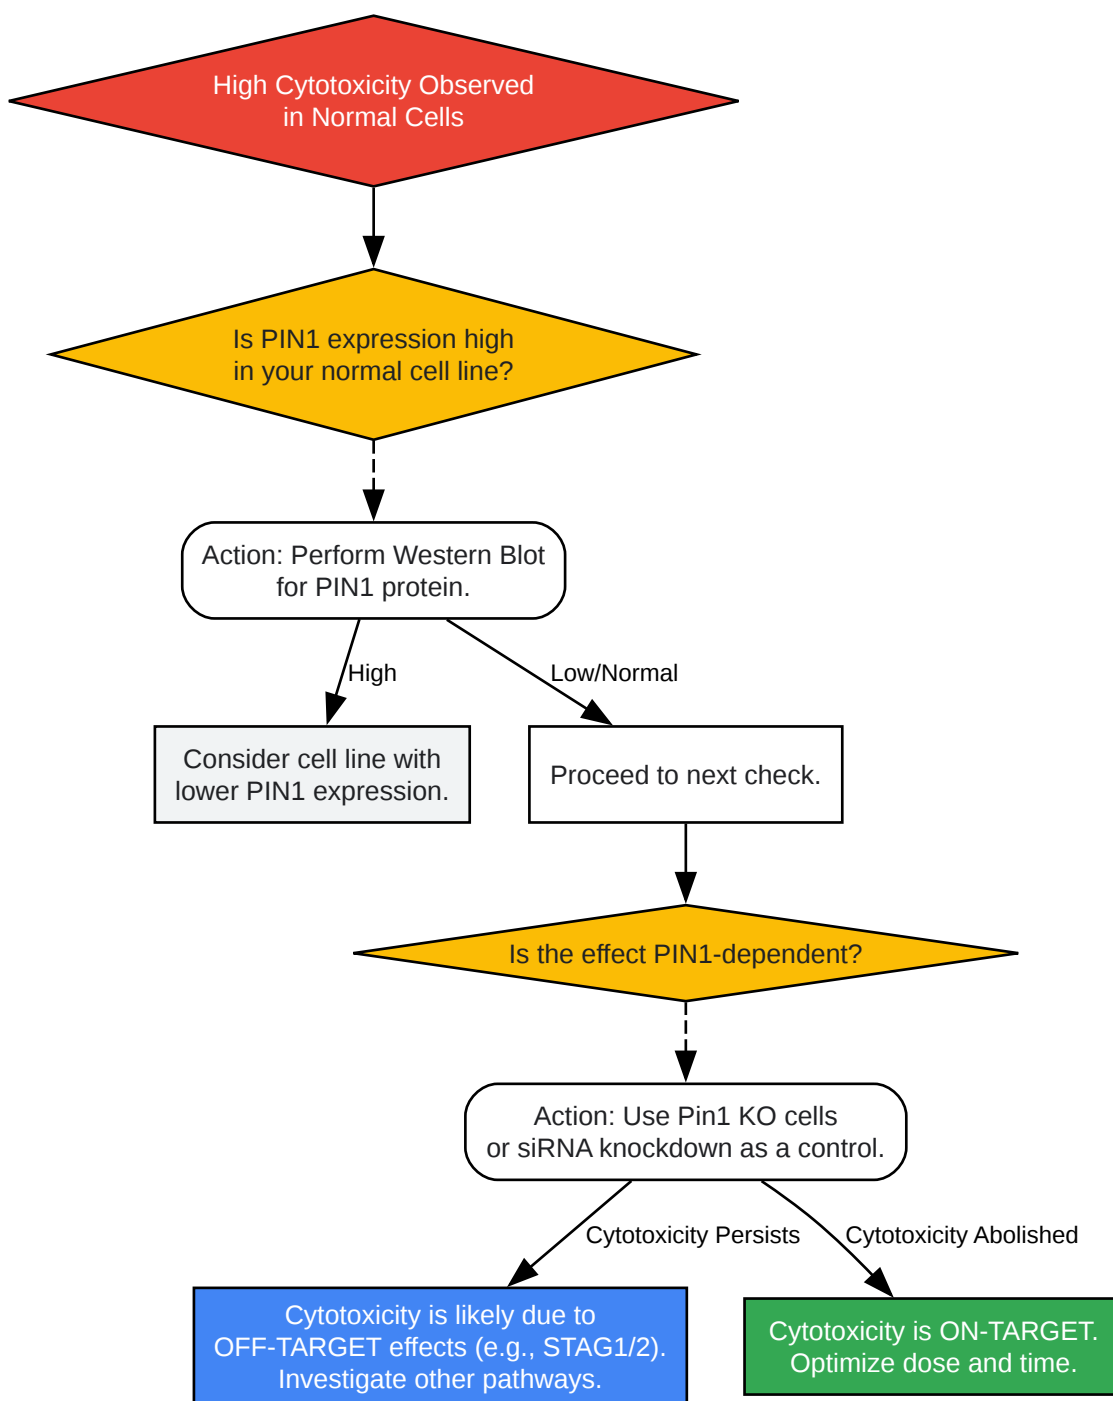 High Cytotoxicity Observed
in Normal Cells
Is PIN1 expression high
in your normal cell line?
Action: Perform Western Blot
for PIN1 protein.
High
Low/Normal
Consider cell line with
lower PIN1 expression.
Proceed to next check.
Is the effect PIN1-dependent?
Action: Use Pin1 KO cells
or siRNA knockdown as a control.
Cytotoxicity Persists
Cytotoxicity Abolished
Cytotoxicity is likely due to
OFF-TARGET effects (e.g., STAG1/2).
Investigate other pathways.
Cytotoxicity is ON-TARGET.
Optimize dose and time.